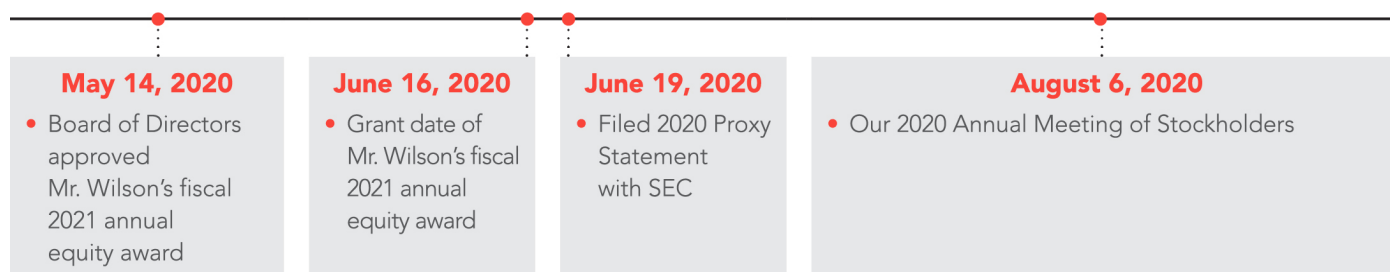 May 14, 2020
• Board of Directors
approved
Mr. Wilson's fiscal
2021 annual
equity award
June 16, 2020
• Grant date of
Mr. Wilson's fiscal
2021 annual
equity award
June 19, 2020
• Filed 2020 Proxy
Statement
with SEC
August 6, 2020
• Our 2020 Annual Meeting of Stockholders